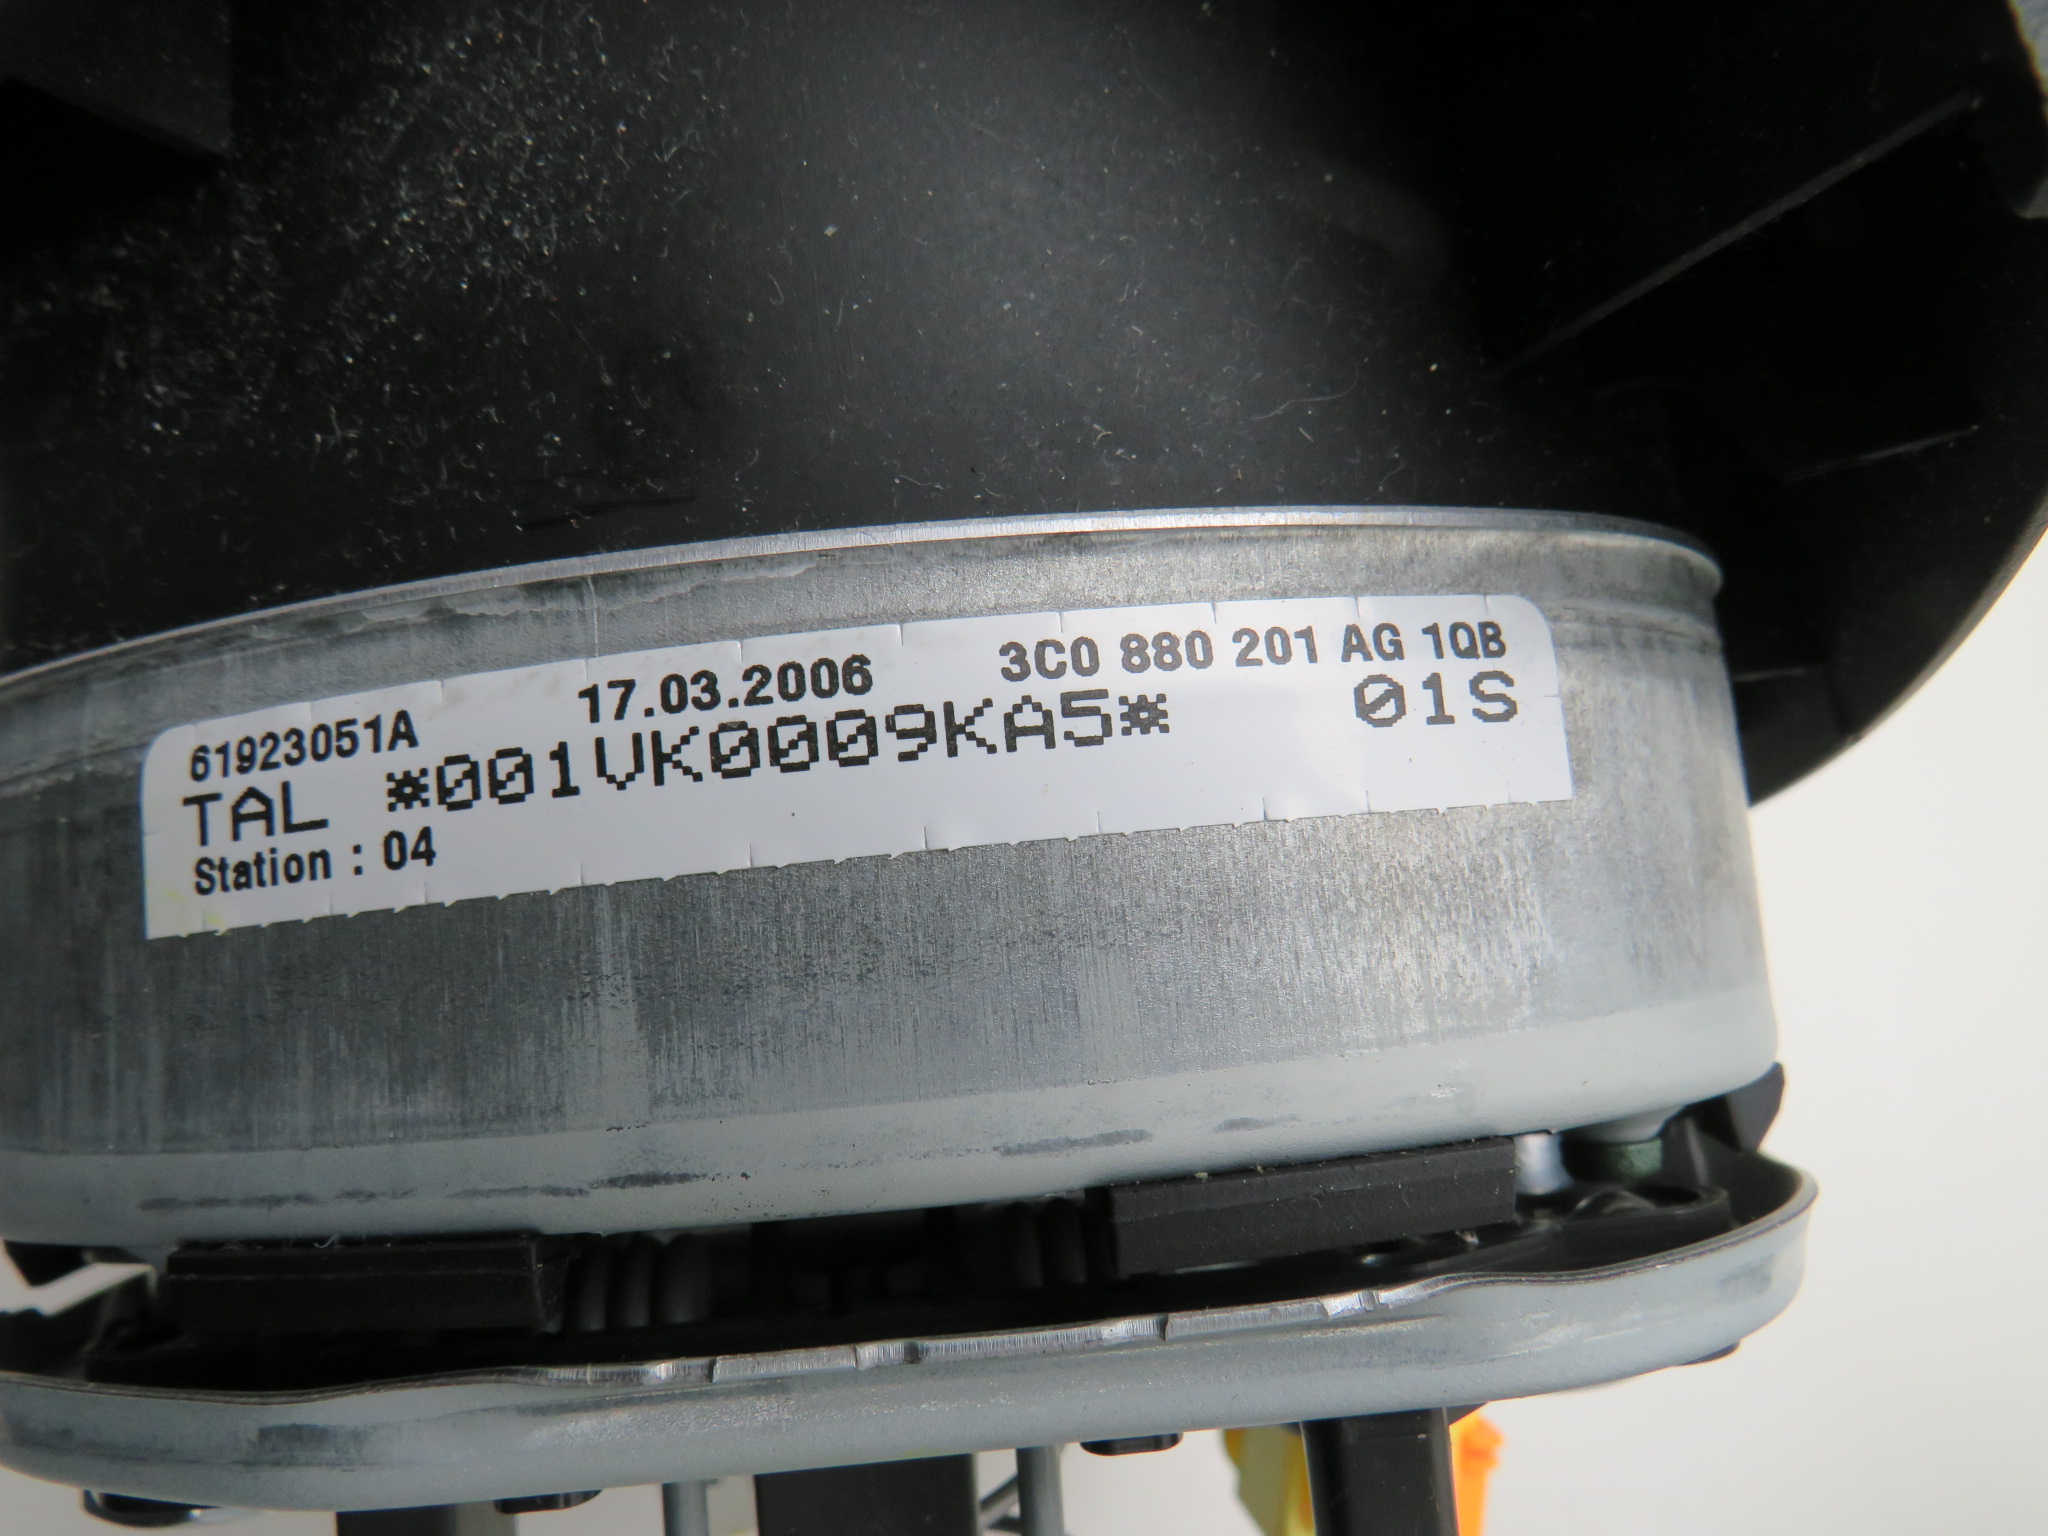 61923051A 17.03.2006 3C0 880 201 AG 1QB
TAL *001VK0009KA5* 01S
Station : 04